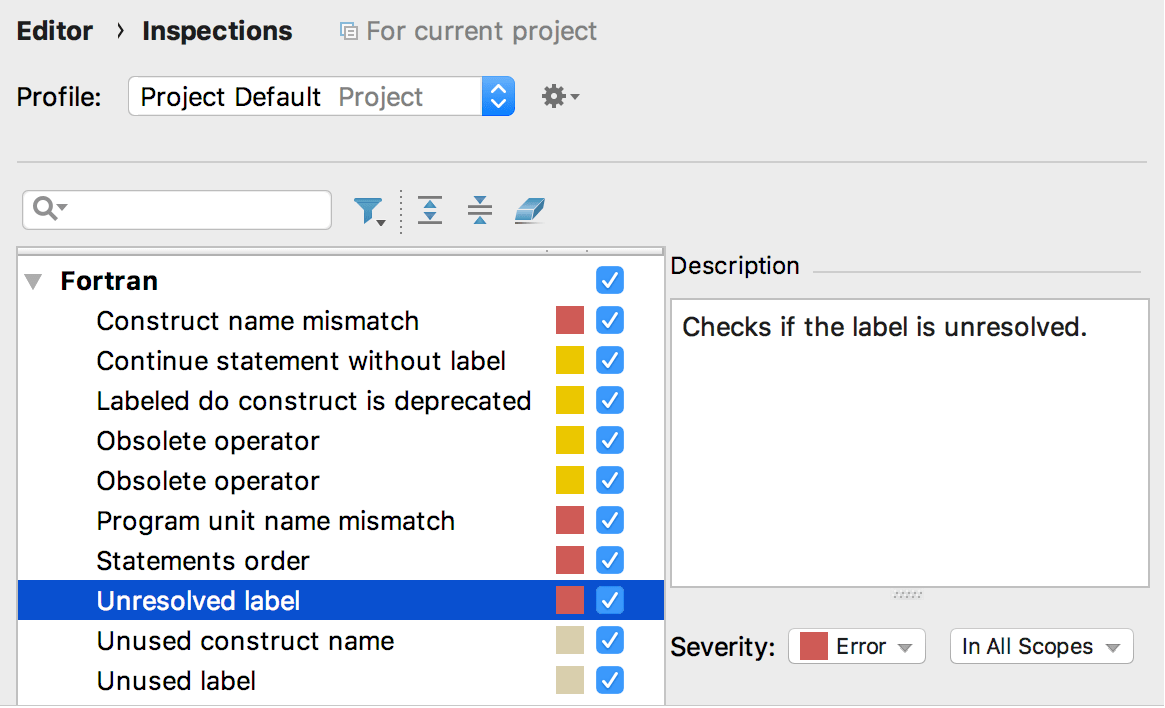 Editor › Inspections For current project
Profile: Project Default Project
Fortran
Construct name mismatch
Continue statement without label
Labeled do construct is deprecated
Obsolete operator
Obsolete operator
Program unit name mismatch
Statements order
Unresolved label
Unused construct name
Unused label
Description
Checks if the label is unresolved.
Severity: Error In All Scopes